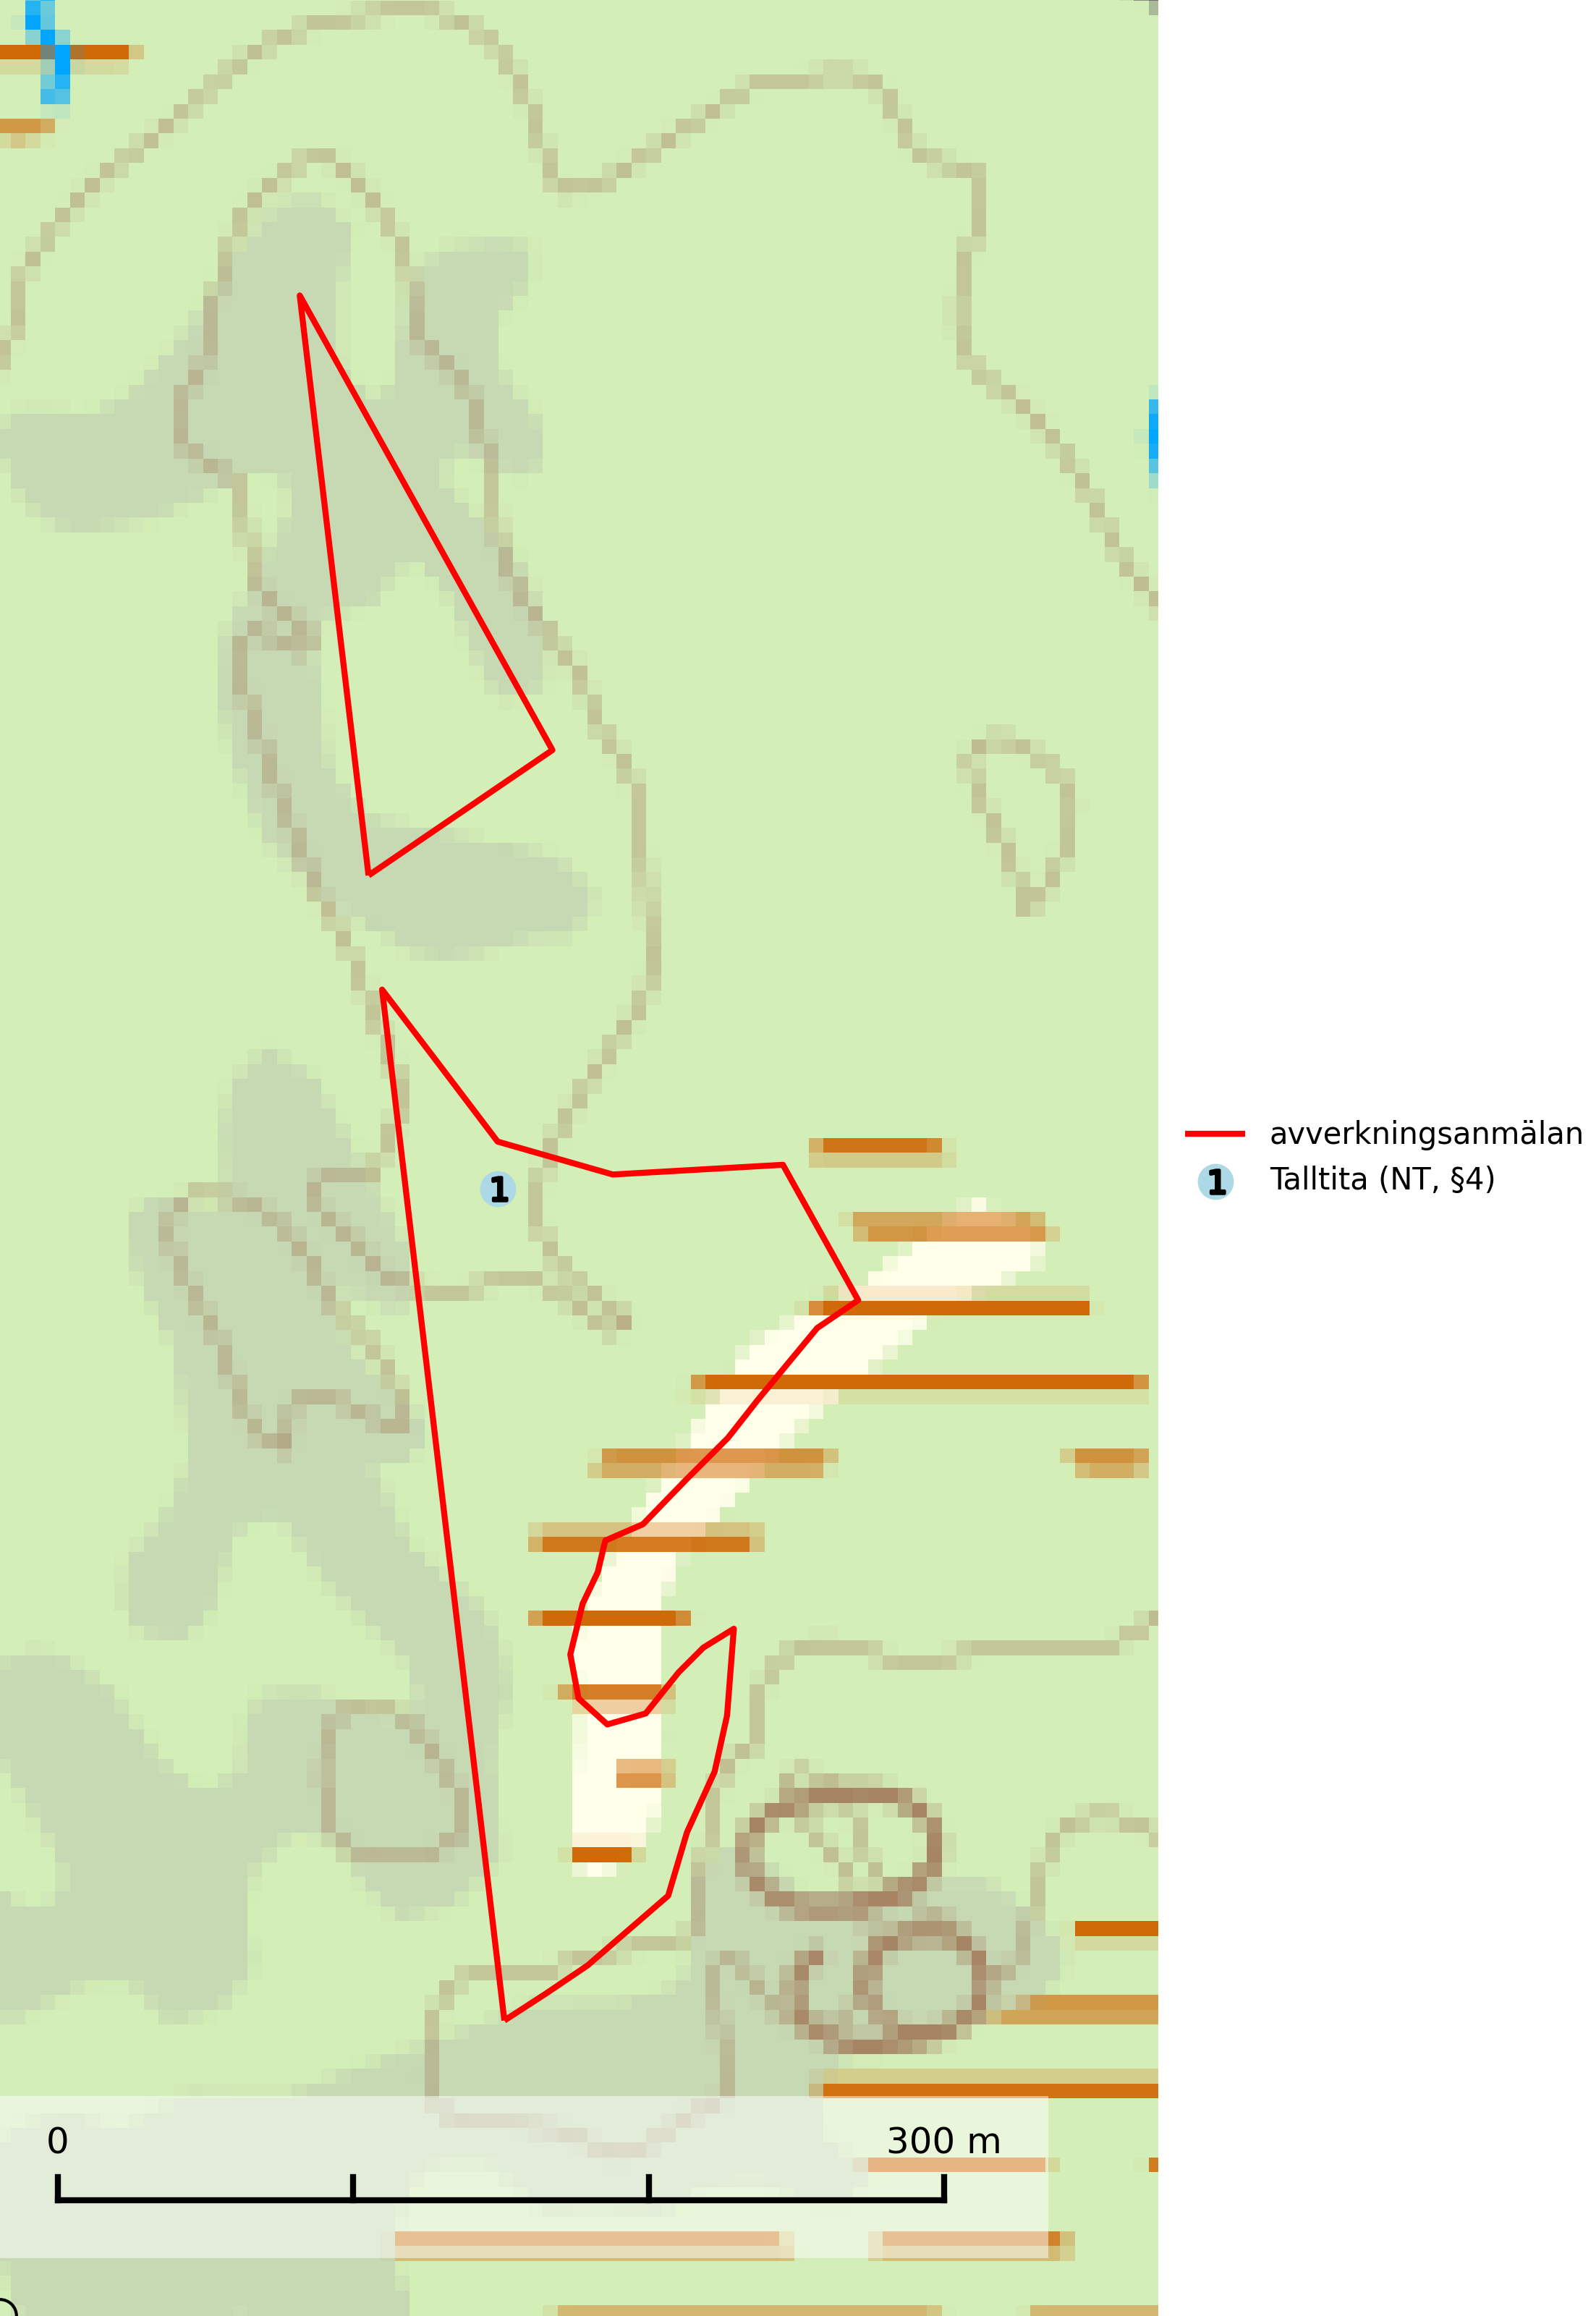 1
avverkningsanmälan
1 Talltita (NT, §4)
0 300 m